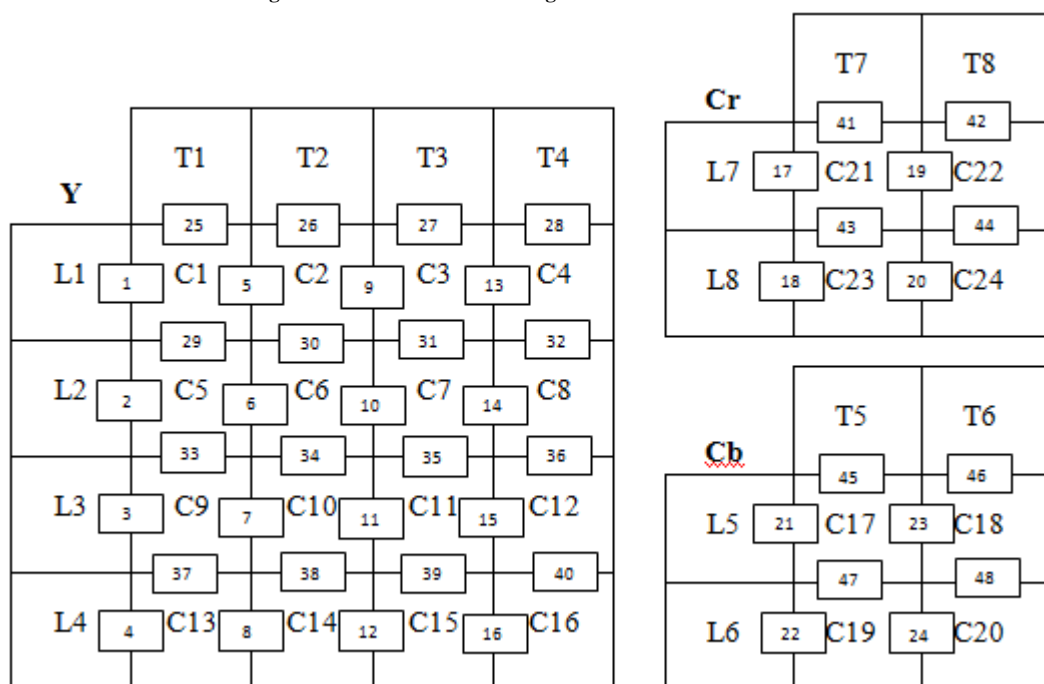 T1 T2 T3 T4
Y
25 26 27 28
L1 1 C1 5 C2 9 C3 13 C4
29 30 31 32
L2 2 C5 6 C6 10 C7 14 C8
33 34 35 36
L3 3 C9 7 C10 11 C11 15 C12
37 38 39 40
L4 4 C13 8 C14 12 C15 16 C16
T7 T8
Cr
41 42
L7 17 C21 19 C22
43 44
L8 18 C23 20 C24
T5 T6
Cb
45 46
L5 21 C17 23 C18
47 48
L6 22 C19 24 C20